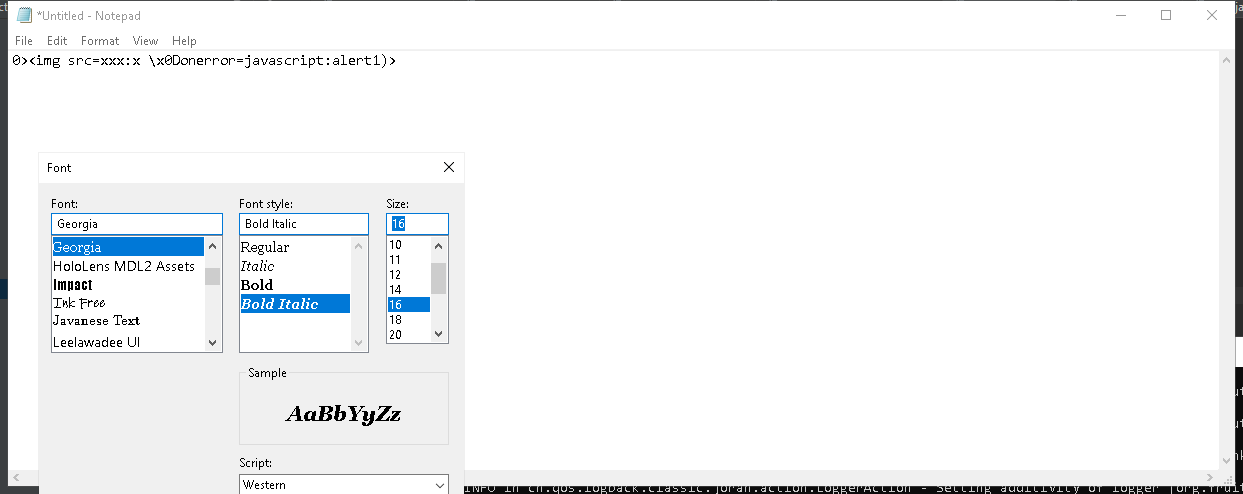 *Untitled - Notepad
File Edit Format View Help
0><img src=xxx:x \x0Donerror=javascript:alert1)>
Font
Font: Font style: Size:
Georgia Bold Italic 16
Georgia Regular 10
HoloLens MDL2 Assets Italic 11
Impact Bold 12
Ink Free Bold Italic 14
Javanese Text 16
Leelawadee UI 18
20
Sample
AaBbYyZz
Script:
Western
INFO in ch.qos.logback.classic.joran.action.LoggerAction - Setting additivity of logger